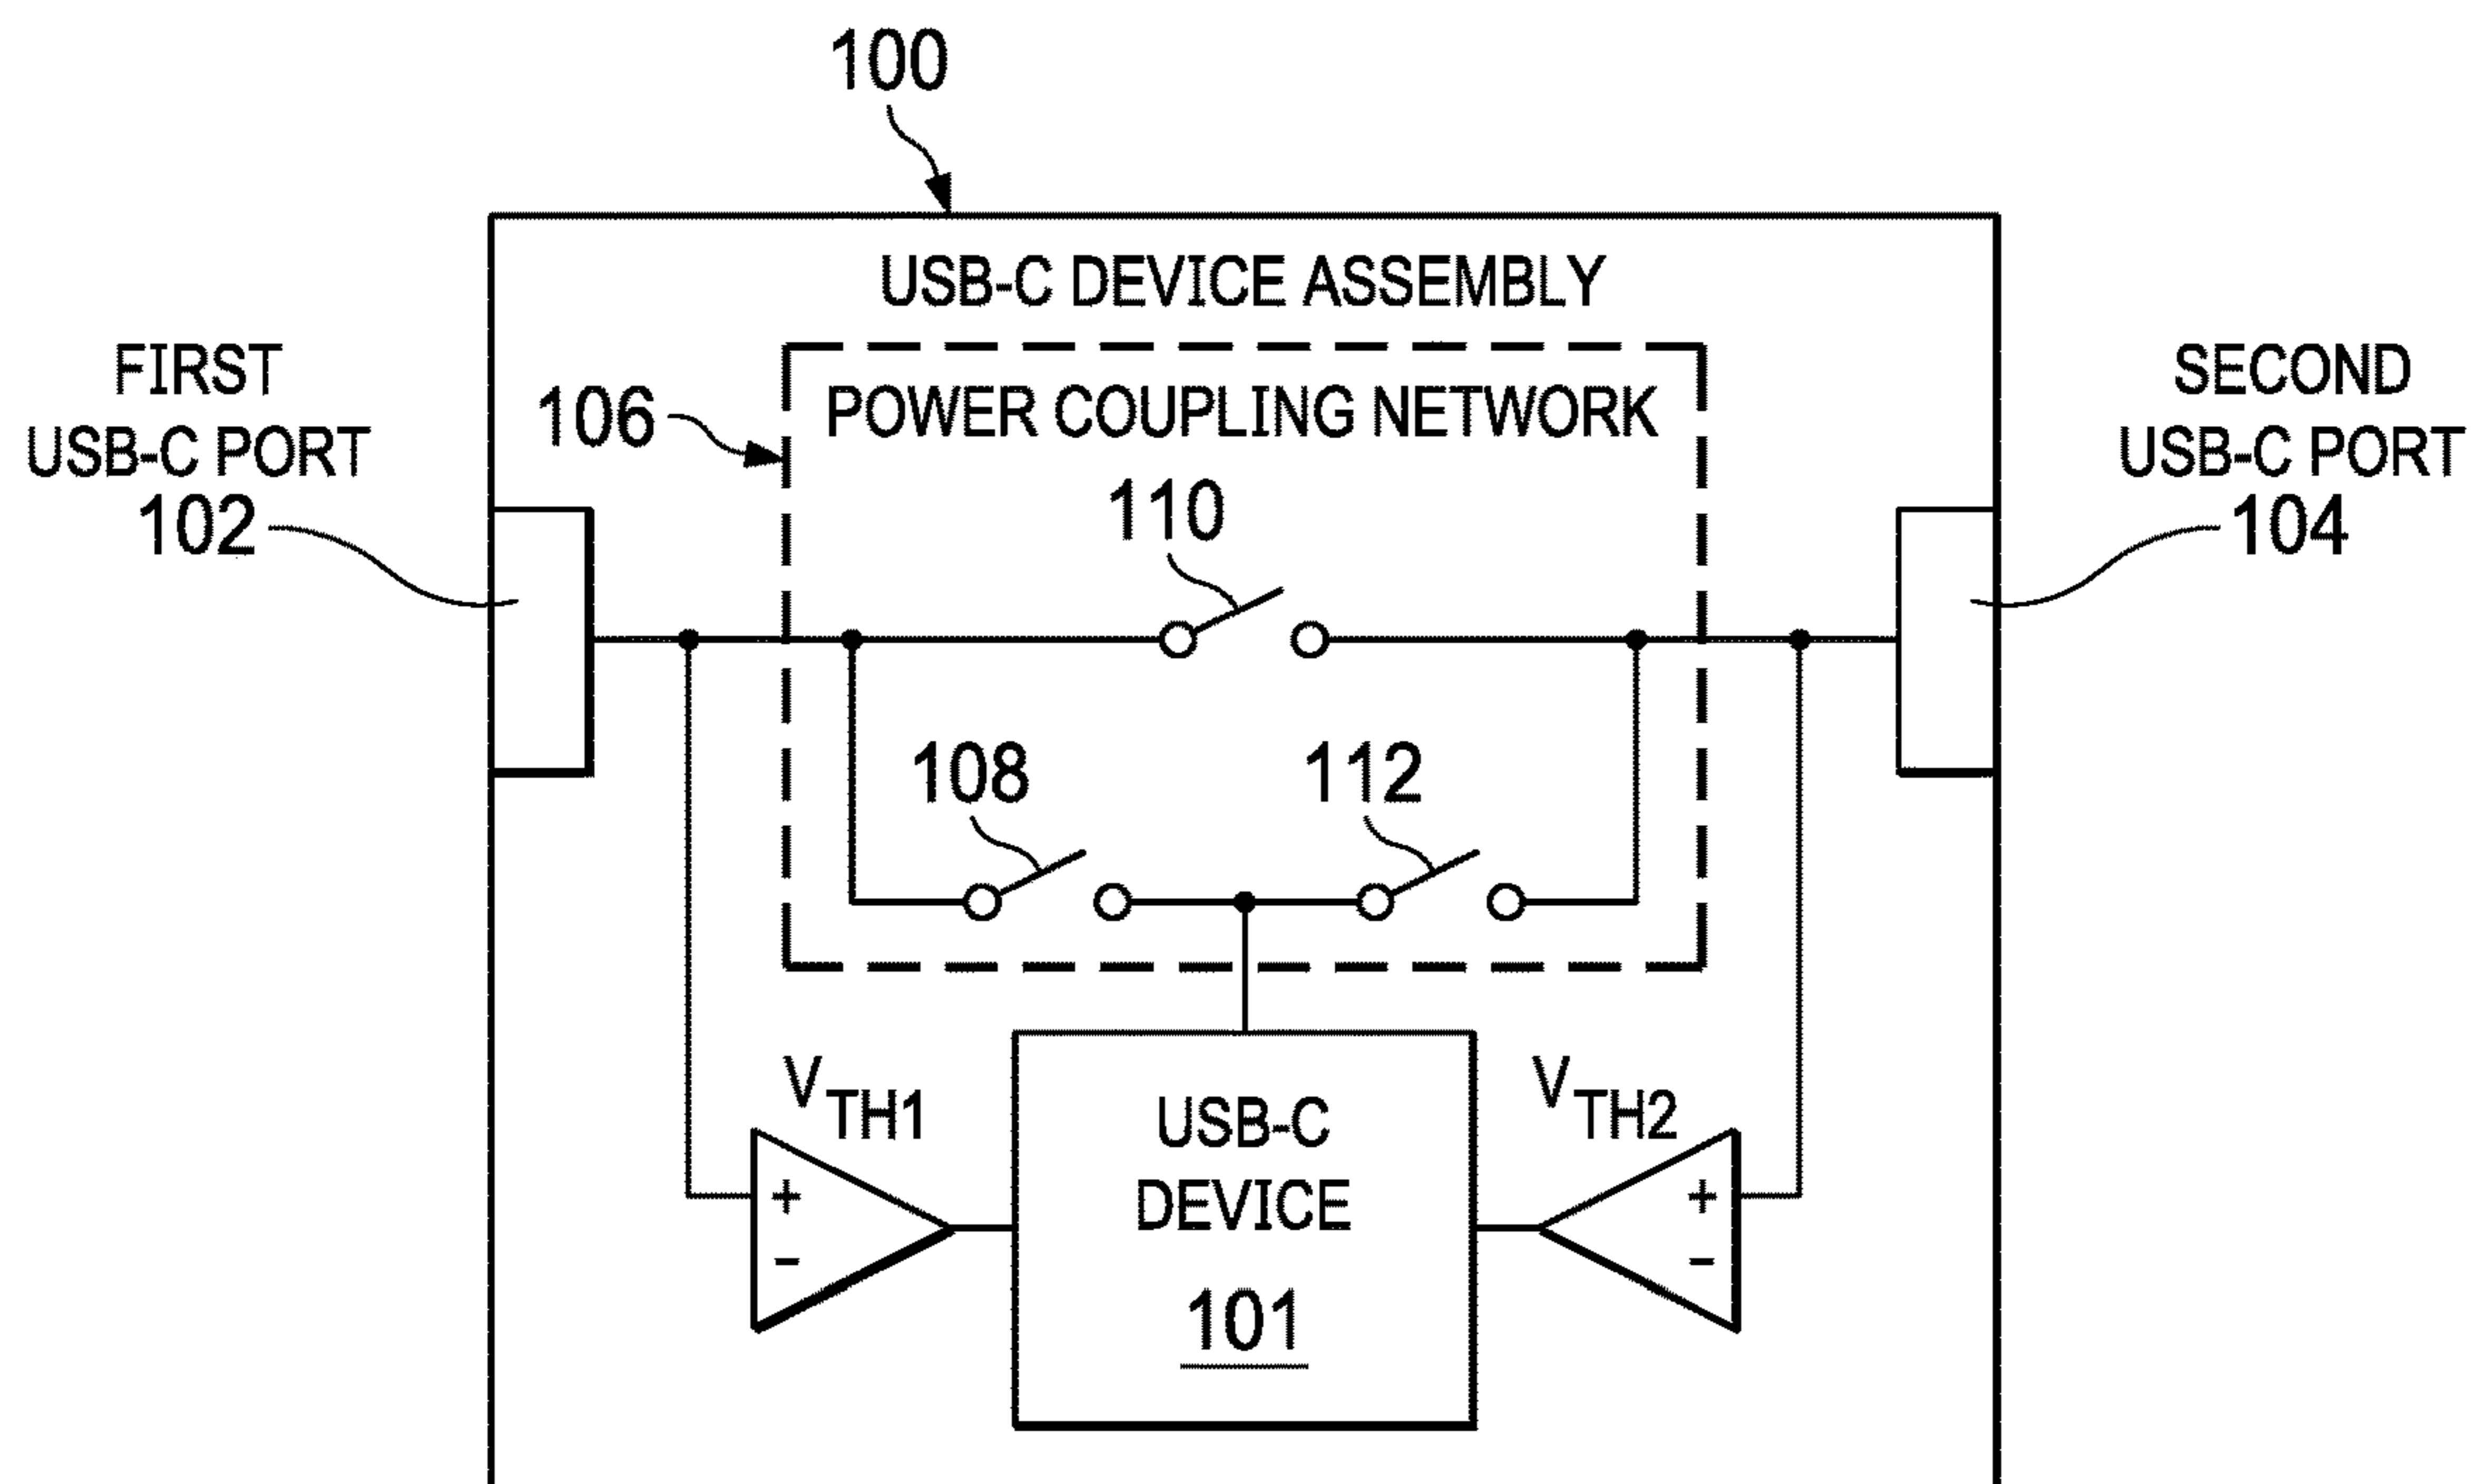 100
USB-C DEVICE ASSEMBLY
FIRST
USB-C PORT
102
106
POWER COUPLING NETWORK
SECOND
USB-C PORT
104
110
108
112
VTH1
VTH2
+
−
USB-C
DEVICE
101
+
−